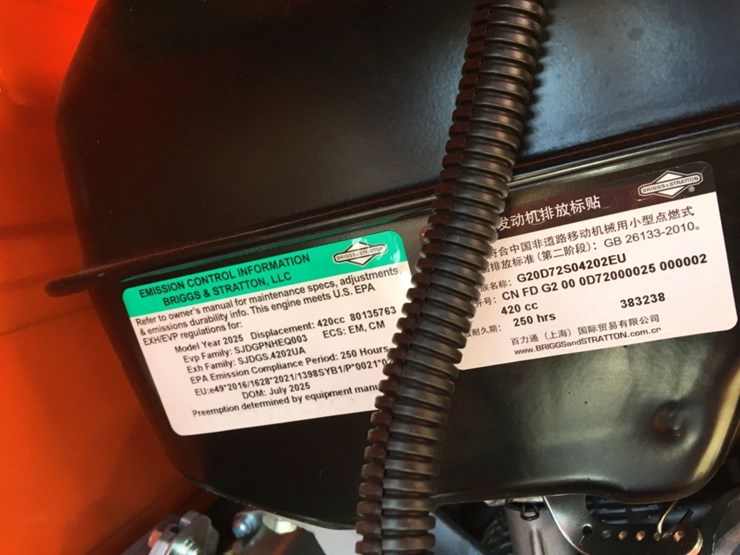 EMISSION CONTROL INFORMATION
BRIGGS & STRATTON, LLC
BRIGGS & STRATTON
Refer to owner's manual for maintenance specs, adjustments
& emissions durability info. This engine meets U.S. EPA
EXH/EVP regulations for:
Model Year 2025 Displacement: 420cc 80135763
Evp Family: SJDGPNHEQ003 ECS: EM, CM
Exh Family: SJDGS.4202UA
EPA Emission Compliance Period: 250 Hours
EU:e49*2016/1628*2021/1398SYB1/P*0021*
DOM: July 2025
Preemption determined by equipment
BRIGGS & STRATTON
发动机排放标贴
合中国非道路移动机械用小型点燃式
排放标准（第二阶段）：GB 26133-2010。
名称：G20D72S04202EU
号：CN FD G2 00 0D72000025 000002
420 cc
耐久期：250 hrs 383238
百力通（上海）国际贸易有限公司
www.BRIGGSandSTRATTON.com.cn